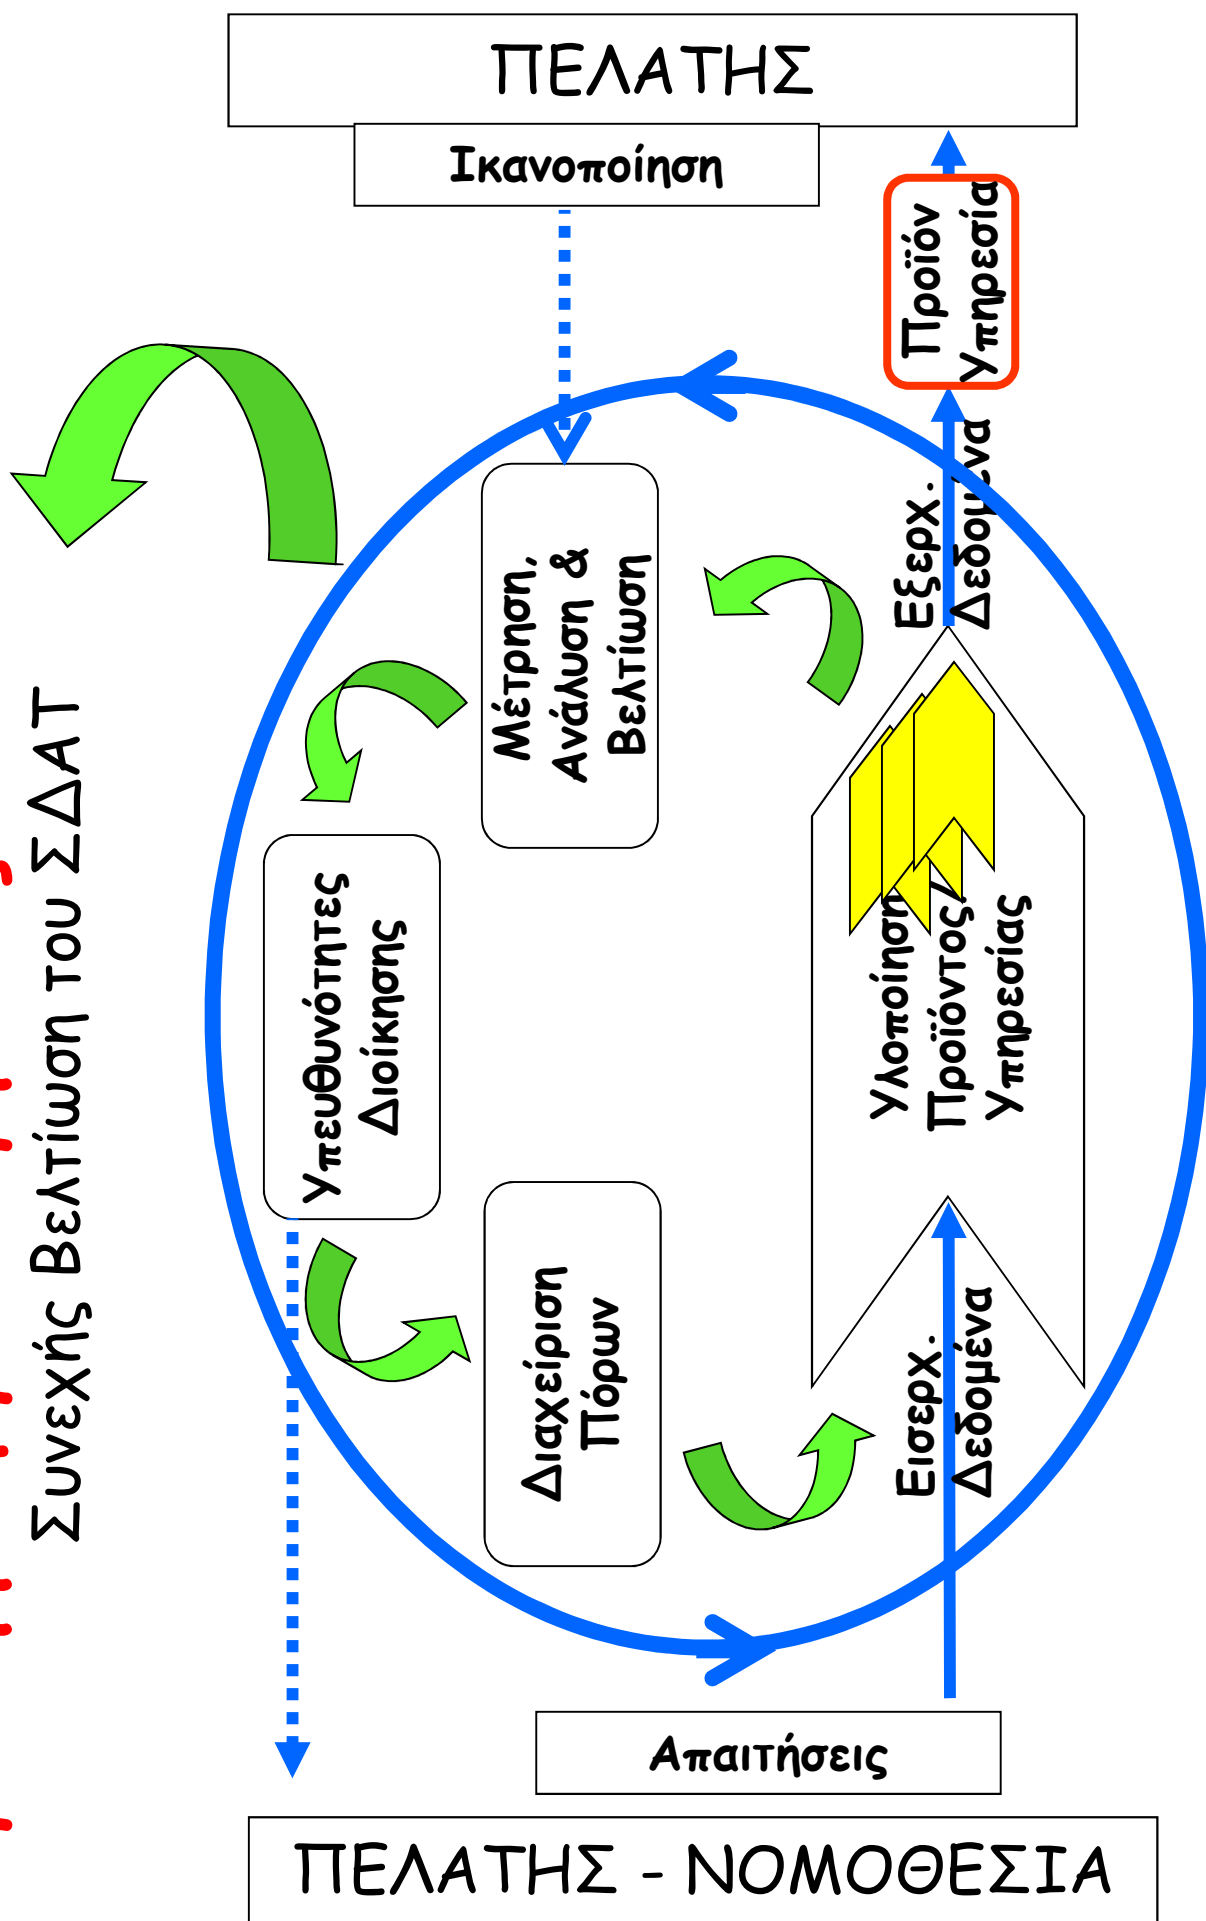 ΠΕΛΑΤΗΣ
Ικανοποίηση
Προϊόν
Υπηρεσία
Εξερχ.
Δεδομένα
Μέτρηση,
Ανάλυση &
Βελτίωση
Συνεχής Βελτίωση του ΣΔΑΤ
Υπευθυνότητες
Διοίκησης
Υλοποίηση
Προϊόντος/
Υπηρεσίας
Διαχείριση
Πόρων
Εισερχ.
Δεδομένα
Απαιτήσεις
ΠΕΛΑΤΗΣ - ΝΟΜΟΘΕΣΙΑ